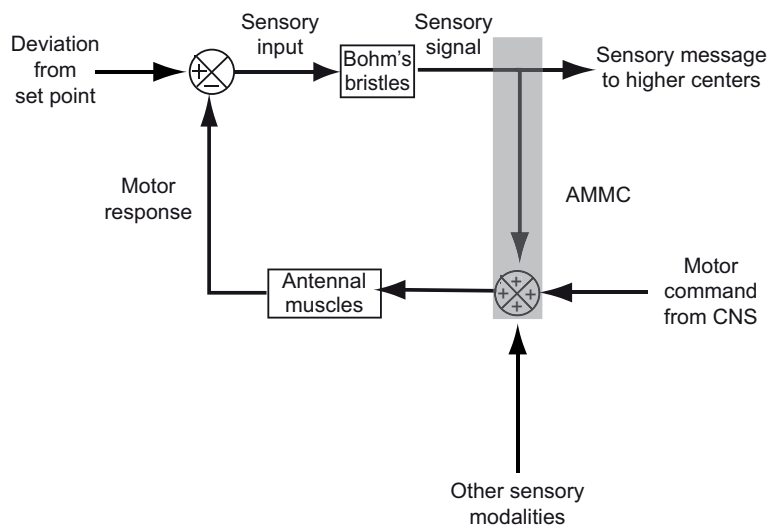 Deviation
from
set point
Sensory
input
Bohm's
bristles
Sensory
signal
Sensory message
to higher centers
+
−
Motor
response
AMMC
Antennal
muscles
+
+ +
+
Motor
command
from CNS
Other sensory
modalities